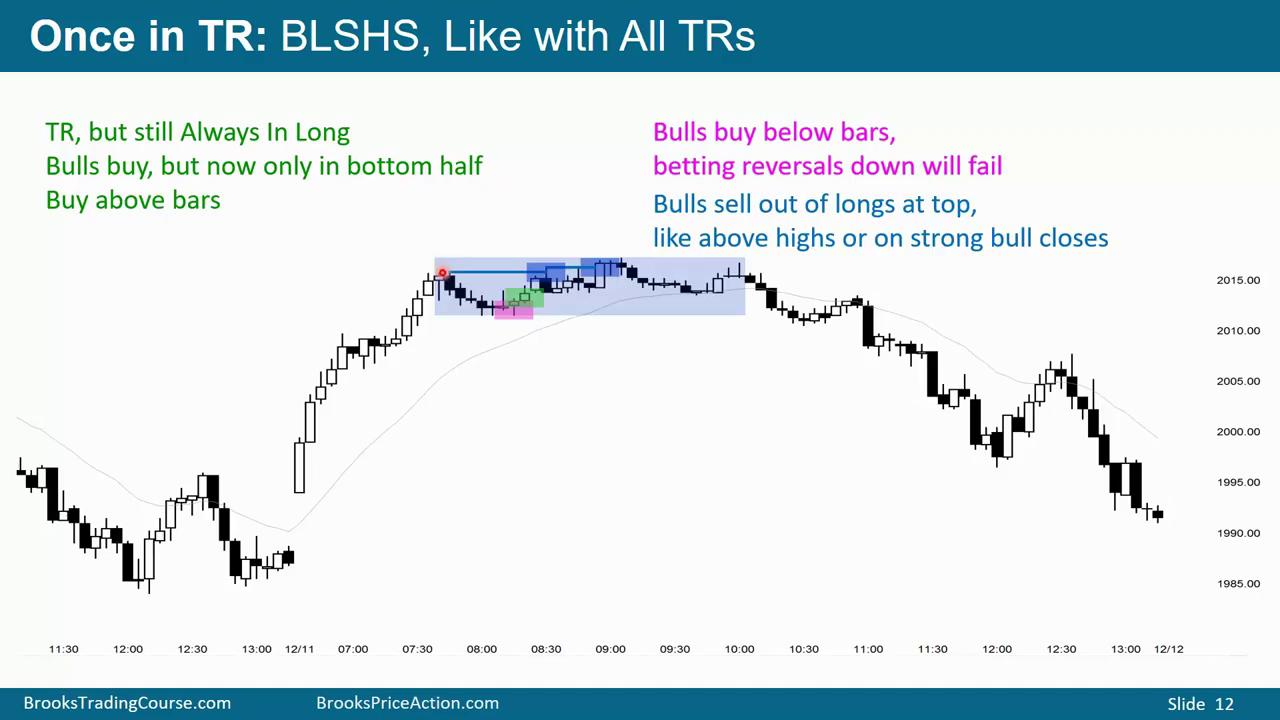 Once in TR: BLSHS, Like with All TRs
TR, but still Always In Long
Bulls buy, but now only in bottom half
Buy above bars
Bulls buy below bars,
betting reversals down will fail
Bulls sell out of longs at top,
like above highs or on strong bull closes
2015.00
2010.00
2005.00
2000.00
1995.00
1990.00
1985.00
11:30 12:00 12:30 13:00 12/11 07:00 07:30 08:00 08:30 09:00 09:30 10:00 10:30 11:00 11:30 12:00 12:30 13:00 12/12
BrooksTradingCourse.com BrooksPriceAction.com Slide 12